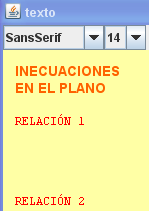 texto
SansSerif 14
INECUACIONES
EN EL PLANO
RELACIÓN 1
RELACIÓN 2